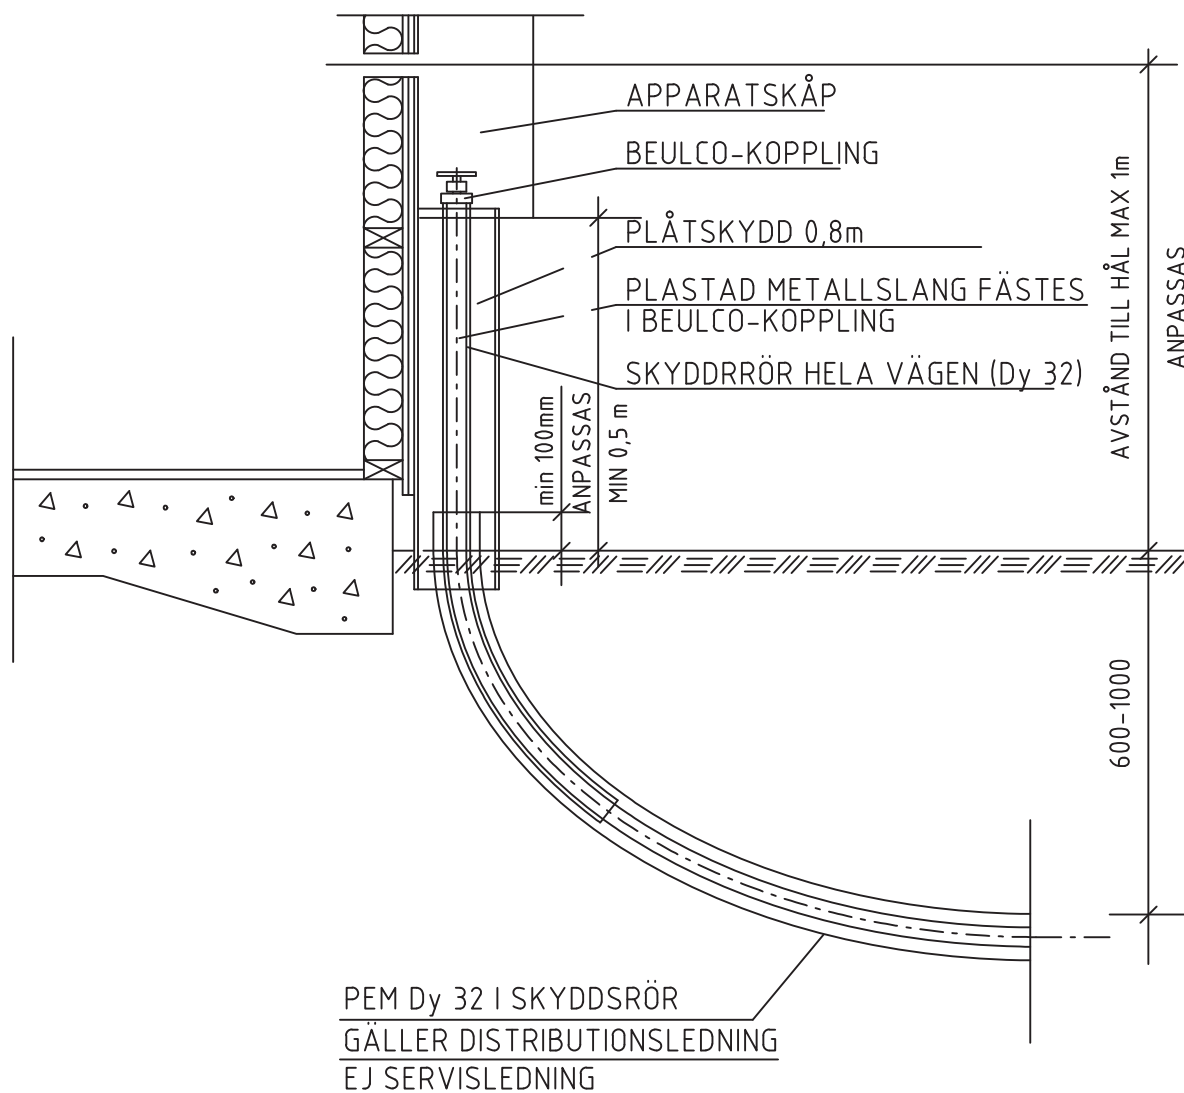 APPARATSKÅP
BEULCO-KOPPLING
PLÅTSKYDD 0,8m
PLASTAD METALLSLANG FÄSTES
I BEULCO-KOPPLING
SKYDDRRÖR HELA VÄGEN (Dy 32)
min 100mm
ANPASSAS
MIN 0,5 m
AVSTÅND TILL HÅL MAX 1m
ANPASSAS
600-1000
PEM Dy 32 I SKYDDSRÖR
GÄLLER DISTRIBUTIONSLEDNING
EJ SERVISLEDNING